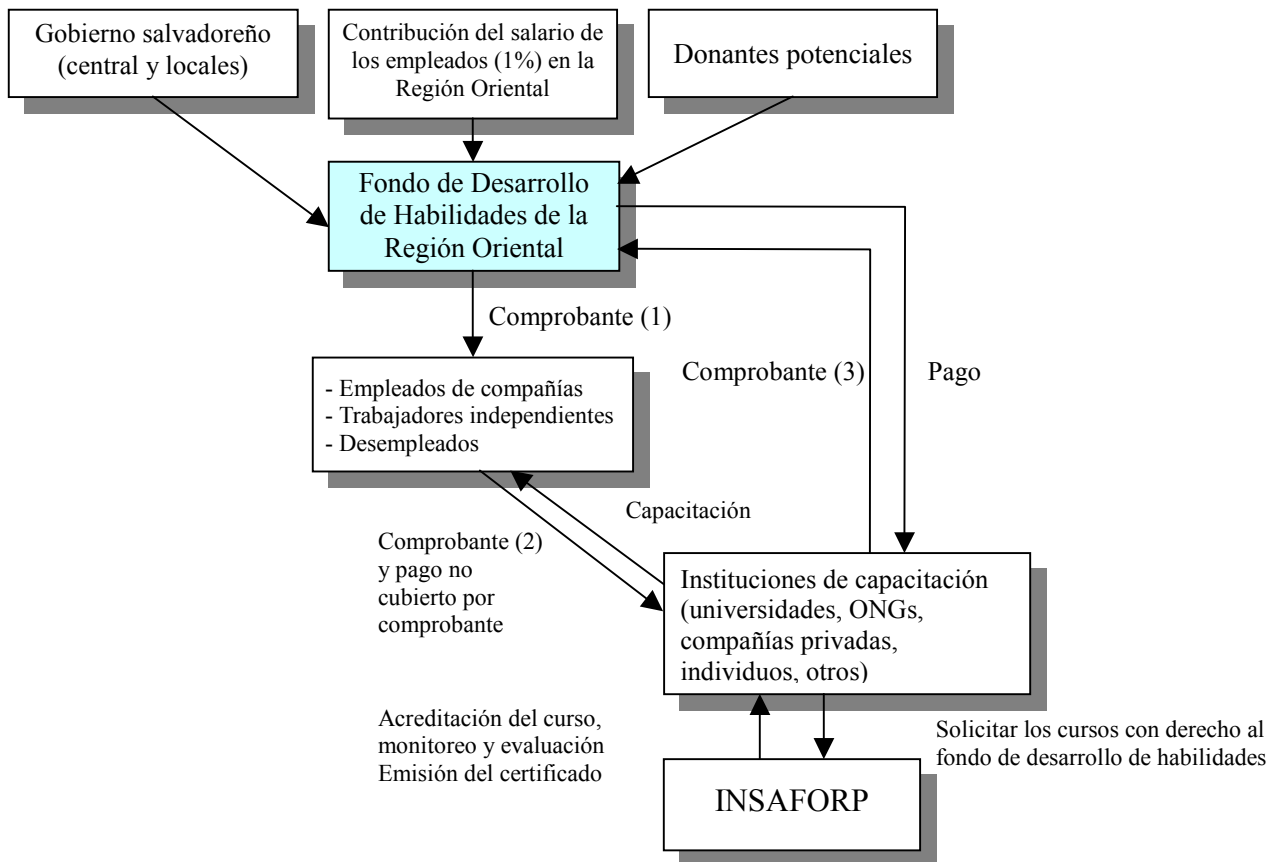 Gobierno salvadoreño
(central y locales)
Contribución del salario de
los empleados (1%) en la
Región Oriental
Donantes potenciales
Fondo de Desarrollo
de Habilidades de la
Región Oriental
Comprobante (1)
- Empleados de compañías
- Trabajadores independientes
- Desempleados
Comprobante (3)
Pago
Capacitación
Comprobante (2)
y pago no
cubierto por
comprobante
Instituciones de capacitación
(universidades, ONGs,
compañías privadas,
individuos, otros)
Acreditación del curso,
monitoreo y evaluación
Emisión del certificado
Solicitar los cursos con derecho al
fondo de desarrollo de habilidades
INSAFORP